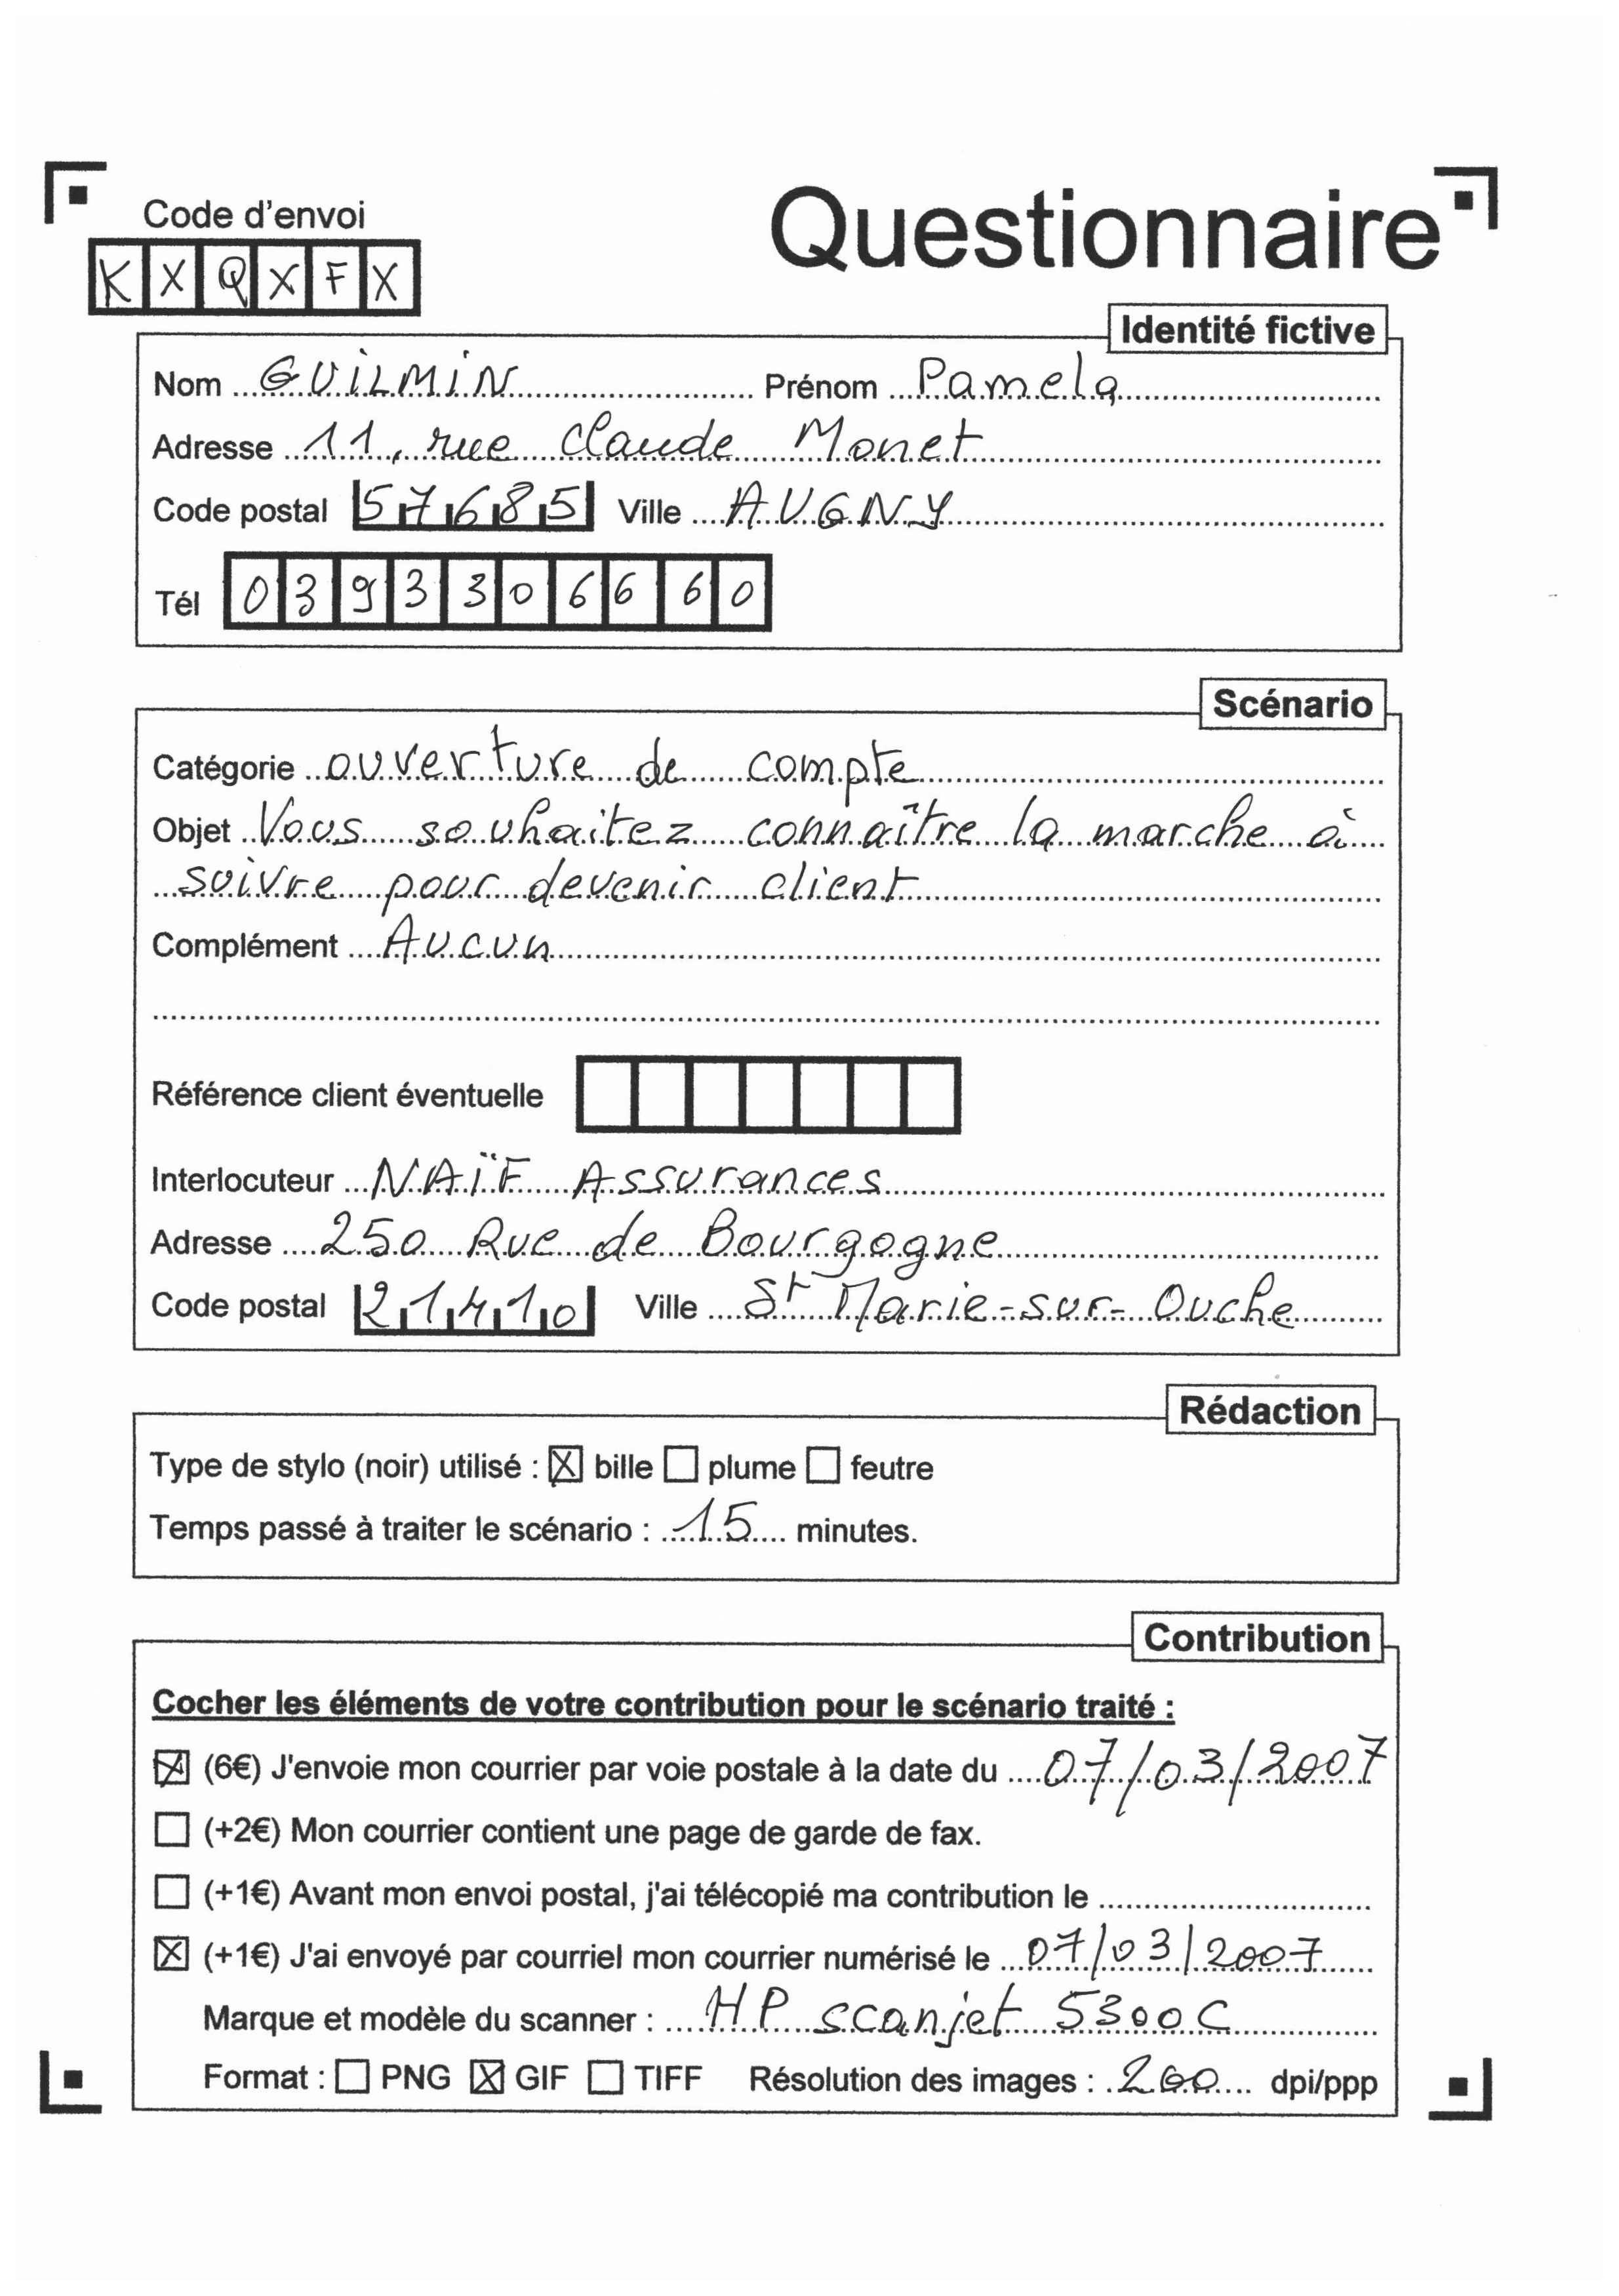 Code d'envoi
Questionnaire
KXQXFX
Identité fictive
Nom GUILMIN Prénom Pamela
Adresse 11, rue Claude Monet
Code postal 57685 Ville AUGNY
Tél 0393306660
Scénario
Catégorie ouverture de compte
Objet Vous souhaitez connaître la marche à
suivre pour devenir client
Complément Aucun
Référence client éventuelle
Interlocuteur NAÏF Assurances
Adresse 250 Rue de Bourgogne
Code postal 21410 Ville St Marie-sur-Ouche
Rédaction
Type de stylo (noir) utilisé : ☒ bille ☐ plume ☐ feutre
Temps passé à traiter le scénario : 15 minutes.
Contribution
Cocher les éléments de votre contribution pour le scénario traité :
☒ (6€) J'envoie mon courrier par voie postale à la date du 07/03/2007
☐ (+2€) Mon courrier contient une page de garde de fax.
☐ (+1€) Avant mon envoi postal, j'ai télécopié ma contribution le
☒ (+1€) J'ai envoyé par courriel mon courrier numérisé le 07/03/2007
Marque et modèle du scanner : HP scanjet 5300C
Format : ☐ PNG ☒ GIF ☐ TIFF Résolution des images : 200 dpi/ppp